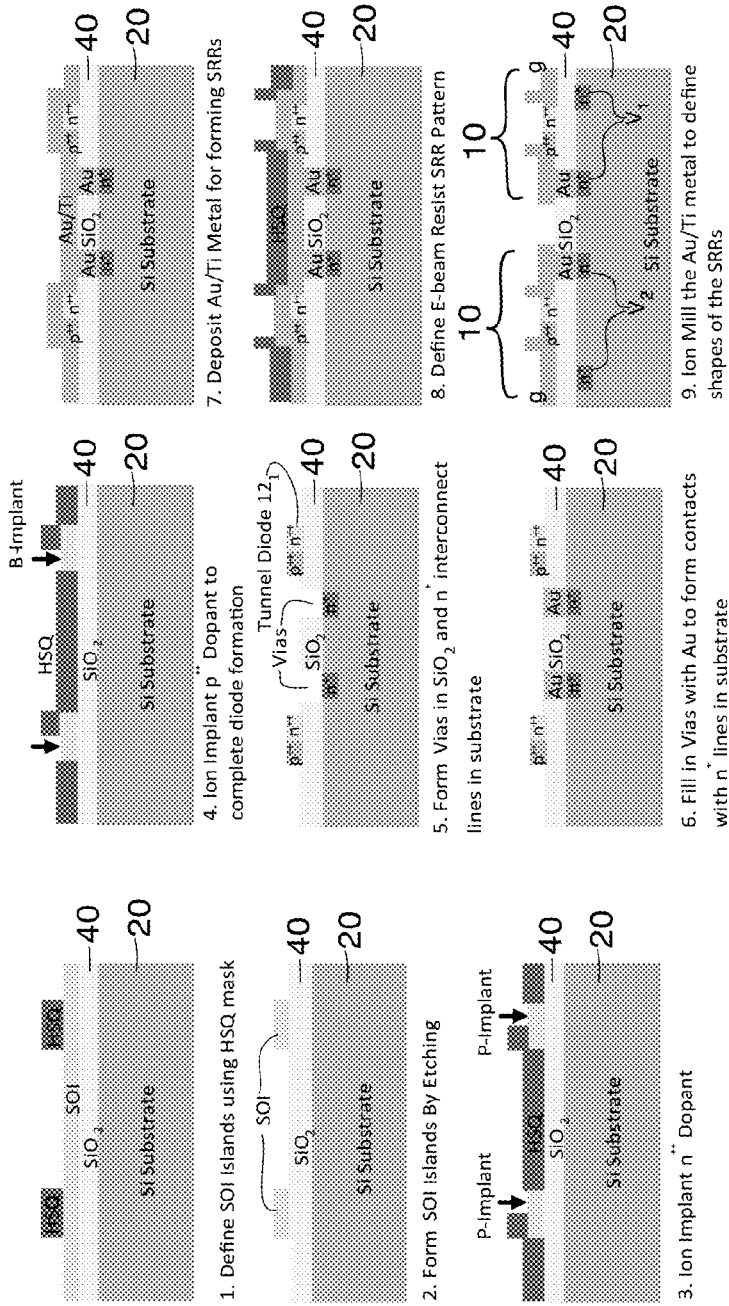 HSQ
HSQ
SOI
SiO2
40
20
Si Substrate
1. Define SOI Islands using HSQ mask
SOI
SiO2
40
20
Si Substrate
2. Form SOI Islands By Etching
P-Implant
P-Implant
HSQ
SiO2
40
20
Si Substrate
3. Ion Implant n++ Dopant
B-Implant
HSQ
SiO2
40
20
Si Substrate
4. Ion Implant p++ Dopant to
complete diode formation
Vias
Tunnel Diode 12₁
p++ n++
p++ n++
SiO2
n+
n+
40
20
Si Substrate
5. Form Vias in SiO2 and n+ interconnect
lines in substrate
p++ n++
p++ n++
Au SiO2 Au
n+
n+
40
20
Si Substrate
6. Fill in Vias with Au to form contacts
with n+ lines in substrate
Au/Ti
p++ n++
p++ n++
Au SiO2 Au
n+
n+
40
20
Si Substrate
7. Deposit Au/Ti Metal for forming SRRs
HSQ
p++ n++
p++ n++
Au SiO2 Au
n+
n+
40
20
Si Substrate
8. Define E-beam Resist SRR Pattern
10
10
g
g
p++ n++
p++ n++
Au SiO2 Au
n+
n+
n+
n+
40
20
V2
V1
Si Substrate
9. Ion Mill the Au/Ti metal to define
shapes of the SRRs